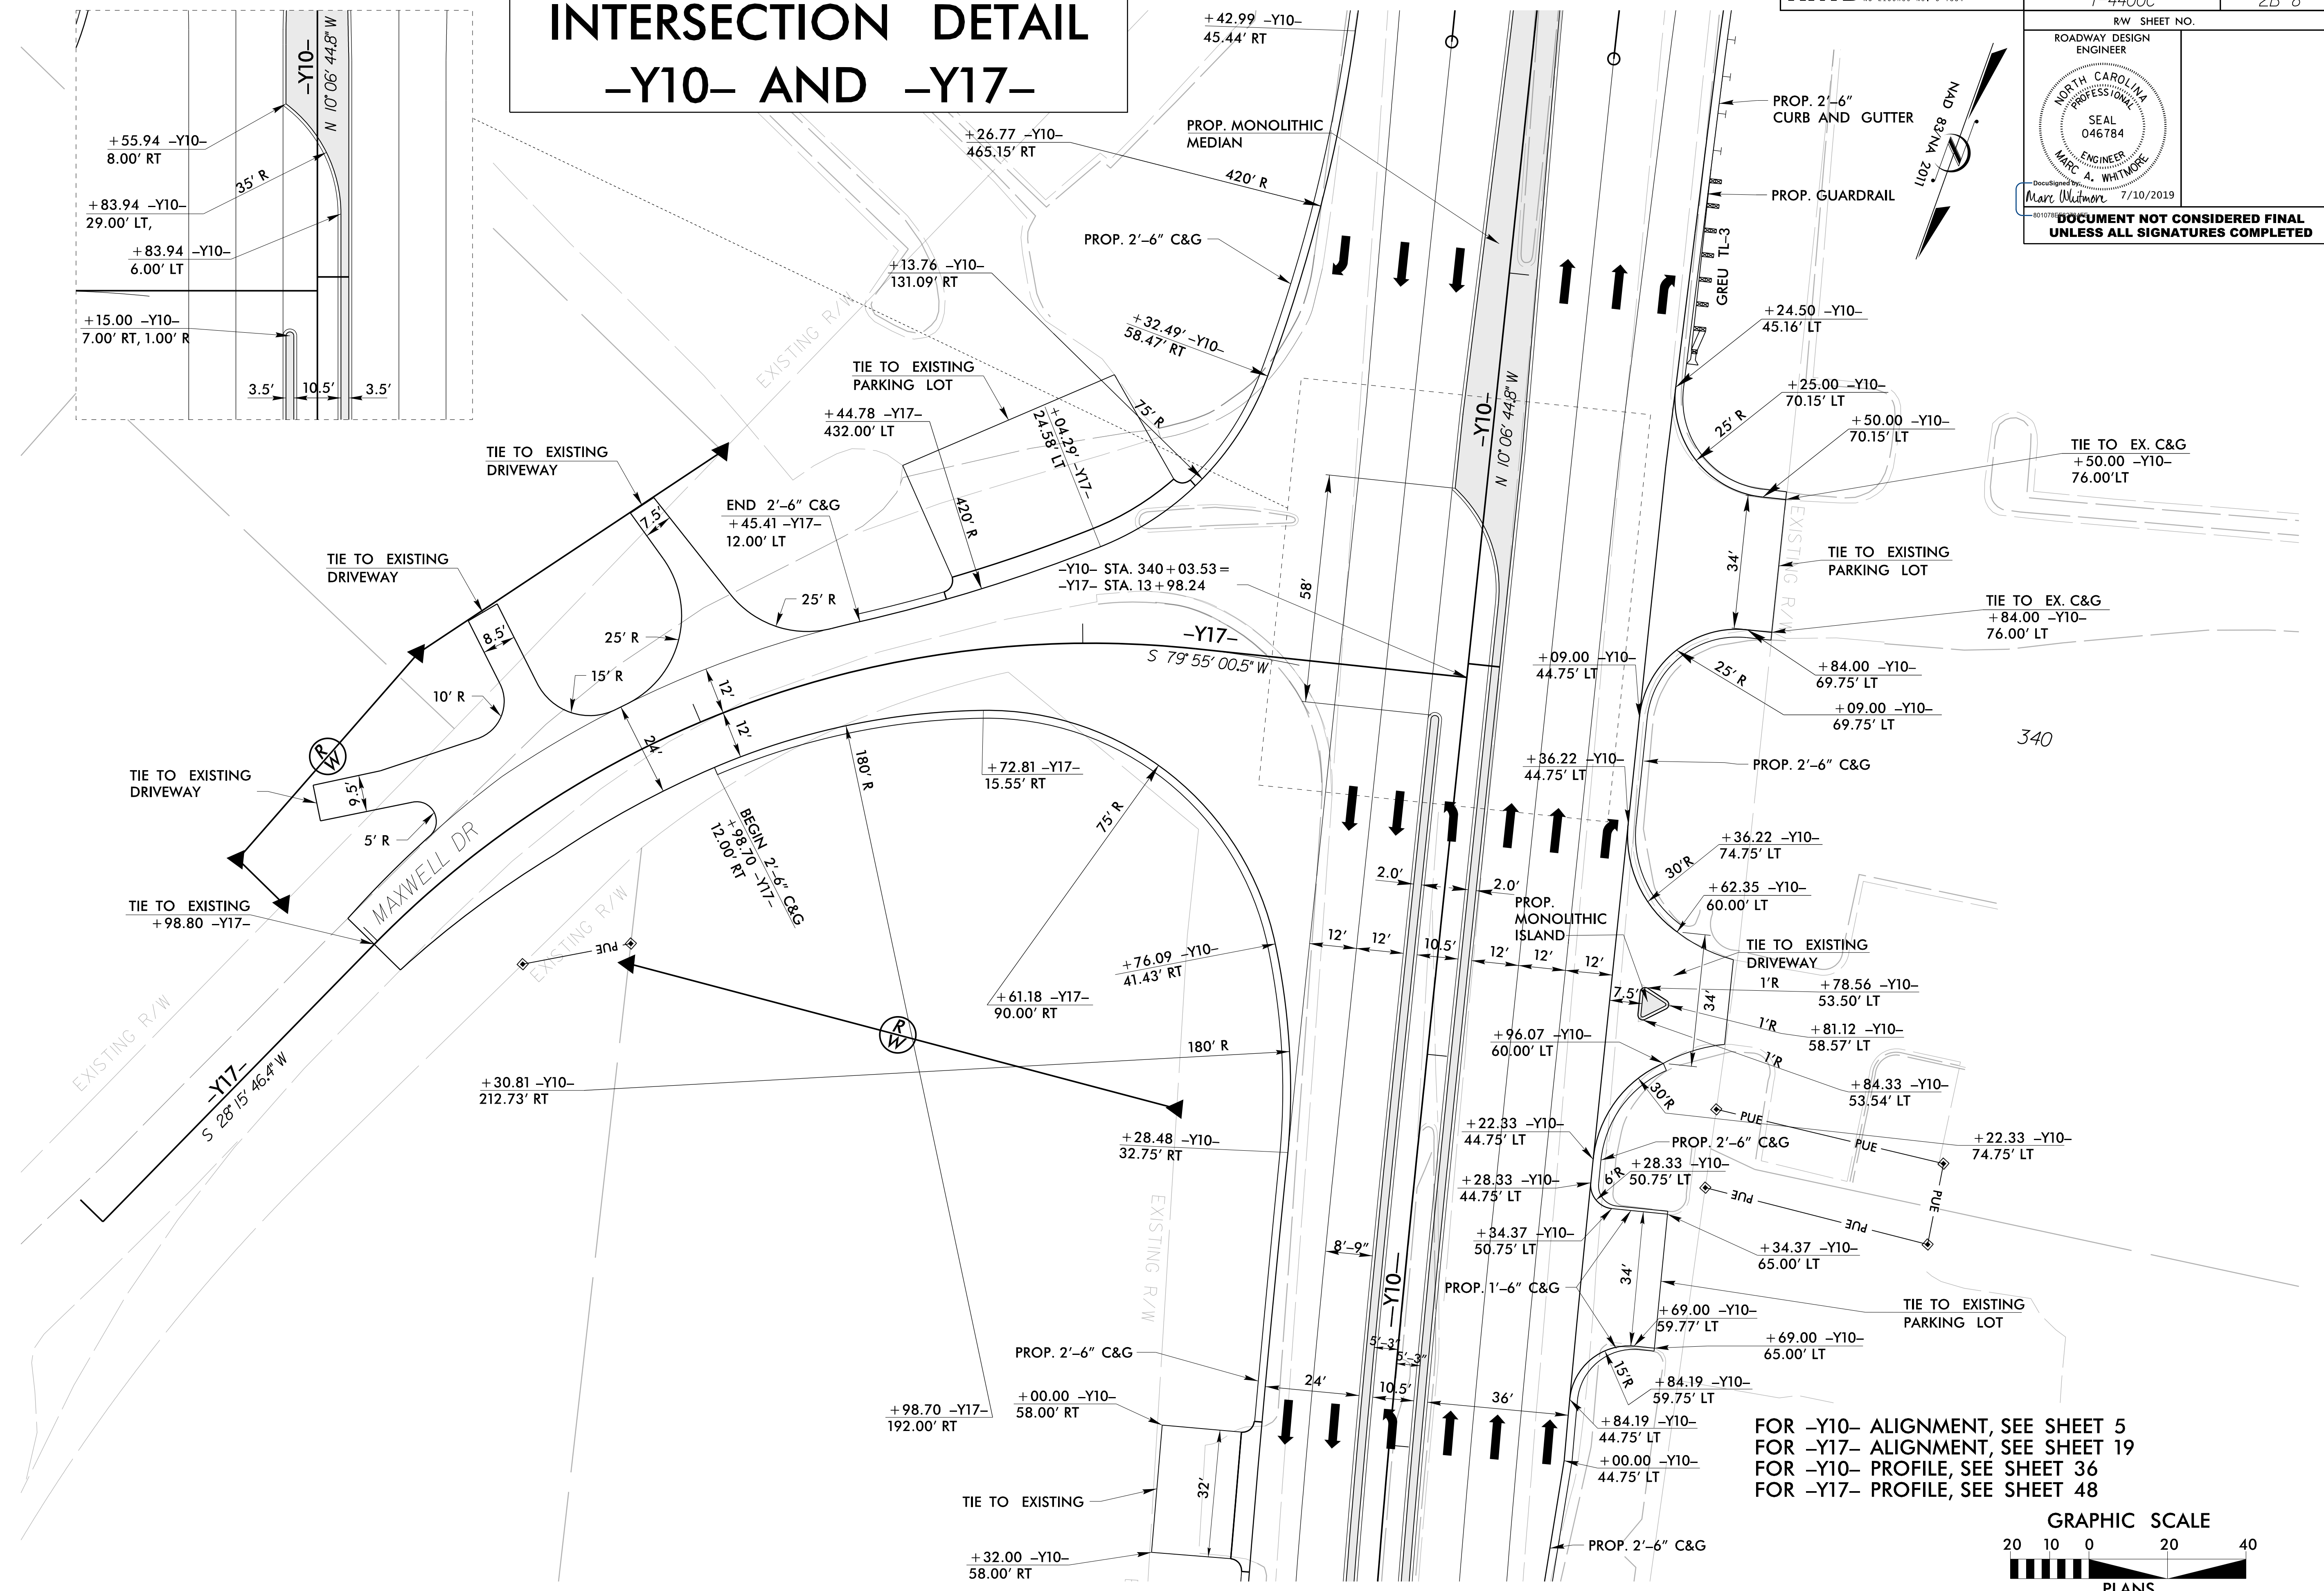 INTERSECTION DETAIL
–Y10– AND –Y17–
–Y10–
N 10° 06' 44.8" W
+55.94 –Y10–
8.00' RT
35' R
+83.94 –Y10–
29.00' LT,
+83.94 –Y10–
6.00' LT
+15.00 –Y10–
7.00' RT, 1.00' R
3.5'
10.5'
3.5'
+42.99 –Y10–
45.44' RT
+26.77 –Y10–
465.15' RT
420' R
PROP. MONOLITHIC
MEDIAN
PROP. 2'–6" C&G
+13.76 –Y10–
131.09' RT
+32.49' –Y10–
58.47' RT
EXISTING R/W
TIE TO EXISTING
PARKING LOT
+44.78 –Y17–
432.00' LT
75' R
+04.29' –Y17–
24.58' LT
420' R
TIE TO EXISTING
DRIVEWAY
7.5'
END 2'–6" C&G
+45.41 –Y17–
12.00' LT
TIE TO EXISTING
DRIVEWAY
8.5'
25' R
25' R
15' R
10' R
–Y10– STA. 340+03.53=
–Y17– STA. 13+98.24
58'
–Y17–
S 79° 55' 00.5" W
–Y10–
N 10° 06' 44.8" W
R
W
TIE TO EXISTING
DRIVEWAY
9.5'
5' R
12'
12'
24'
MAXWELL DR
TIE TO EXISTING
+98.80 –Y17–
EXISTING R/W
–Y17–
S 28° 15' 46.4" W
EXISTING R/W
PUE
BEGIN 2'–6" C&G
+98.70 –Y17–
12.00' RT
180' R
+72.81 –Y17–
15.55' RT
75' R
+61.18 –Y17–
90.00' RT
+76.09 –Y10–
41.43' RT
R
W
180' R
+30.81 –Y10–
212.73' RT
+28.48 –Y10–
32.75' RT
EXISTING R/W
PROP. 2'–6" C&G
+98.70 –Y17–
192.00' RT
+00.00 –Y10–
58.00' RT
TIE TO EXISTING
32'
+32.00 –Y10–
58.00' RT
2.0'
2.0'
12'
12'
10.5'
12'
12'
12'
8'–9"
–Y10–
5'–3"
5'–3"
24'
10.5'
36'
PROP. 2'–6"
CURB AND GUTTER
PROP. GUARDRAIL
GREU TL–3
NAD 83/NA 2011
+24.50 –Y10–
45.16' LT
+25.00 –Y10–
70.15' LT
25' R
+50.00 –Y10–
70.15' LT
TIE TO EX. C&G
+50.00 –Y10–
76.00'LT
EXISTING R/W
34'
TIE TO EXISTING
PARKING LOT
TIE TO EX. C&G
+84.00 –Y10–
76.00' LT
+09.00 –Y10–
44.75' LT
25' R
+84.00 –Y10–
69.75' LT
+09.00 –Y10–
69.75' LT
340
+36.22 –Y10–
44.75' LT
PROP. 2'–6" C&G
+36.22 –Y10–
74.75' LT
30'R
+62.35 –Y10–
60.00' LT
PROP.
MONOLITHIC
ISLAND
TIE TO EXISTING
DRIVEWAY
1'R
+78.56 –Y10–
53.50' LT
7.5'
34'
1'R
+81.12 –Y10–
58.57' LT
+96.07 –Y10–
60.00' LT
1'R
+84.33 –Y10–
53.54' LT
30'R
+22.33 –Y10–
44.75' LT
PUE
PUE
+22.33 –Y10–
74.75' LT
PROP. 2'–6" C&G
+28.33 –Y10–
50.75' LT
6'R
+28.33 –Y10–
44.75' LT
PUE
PUE
PUE
+34.37 –Y10–
50.75' LT
+34.37 –Y10–
65.00' LT
PROP. 1'–6" C&G
34'
TIE TO EXISTING
PARKING LOT
+69.00 –Y10–
59.77' LT
+69.00 –Y10–
65.00' LT
15'R
+84.19 –Y10–
59.75' LT
+84.19 –Y10–
44.75' LT
+00.00 –Y10–
44.75' LT
PROP. 2'–6" C&G
R/W SHEET NO.
ROADWAY DESIGN
ENGINEER
NORTH CAROLINA
PROFESSIONAL
SEAL
046784
ENGINEER
MARC A. WHITMORE
DocuSigned by:
Marc Whitmore 7/10/2019
DOCUMENT NOT CONSIDERED FINAL
UNLESS ALL SIGNATURES COMPLETED
FOR –Y10– ALIGNMENT, SEE SHEET 5
FOR –Y17– ALIGNMENT, SEE SHEET 19
FOR –Y10– PROFILE, SEE SHEET 36
FOR –Y17– PROFILE, SEE SHEET 48
GRAPHIC SCALE
20 10 0 20 40
PLANS